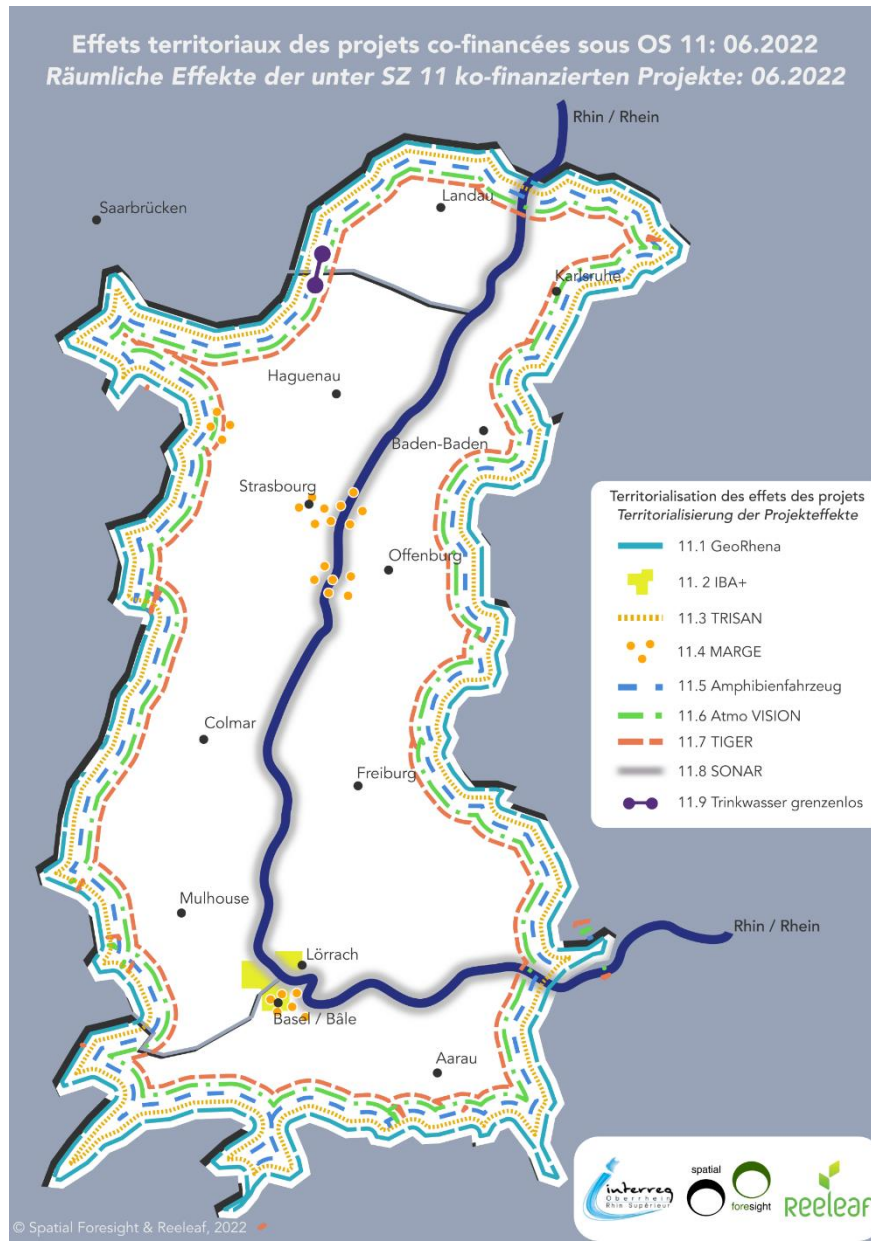 Effets territoriaux des projets co-financées sous OS 11: 06.2022
Räumliche Effekte der unter SZ 11 ko-finanzierten Projekte: 06.2022
Rhin / Rhein
Saarbrücken
Landau
Karlsruhe
Haguenau
Baden-Baden
Strasbourg
Offenburg
Territorialisation des effets des projets
Territorialisierung der Projekteffekte
11.1 GeoRhena
11. 2 IBA+
11.3 TRISAN
11.4 MARGE
11.5 Amphibienfahrzeug
11.6 Atmo VISION
11.7 TIGER
11.8 SONAR
11.9 Trinkwasser grenzenlos
Colmar
Freiburg
Mulhouse
Rhin / Rhein
Lörrach
Basel / Bâle
Aarau
interreg
Oberrhein
Rhin Supérieur
spatial
foresight
REELEAF
© Spatial Foresight & Reeleaf, 2022